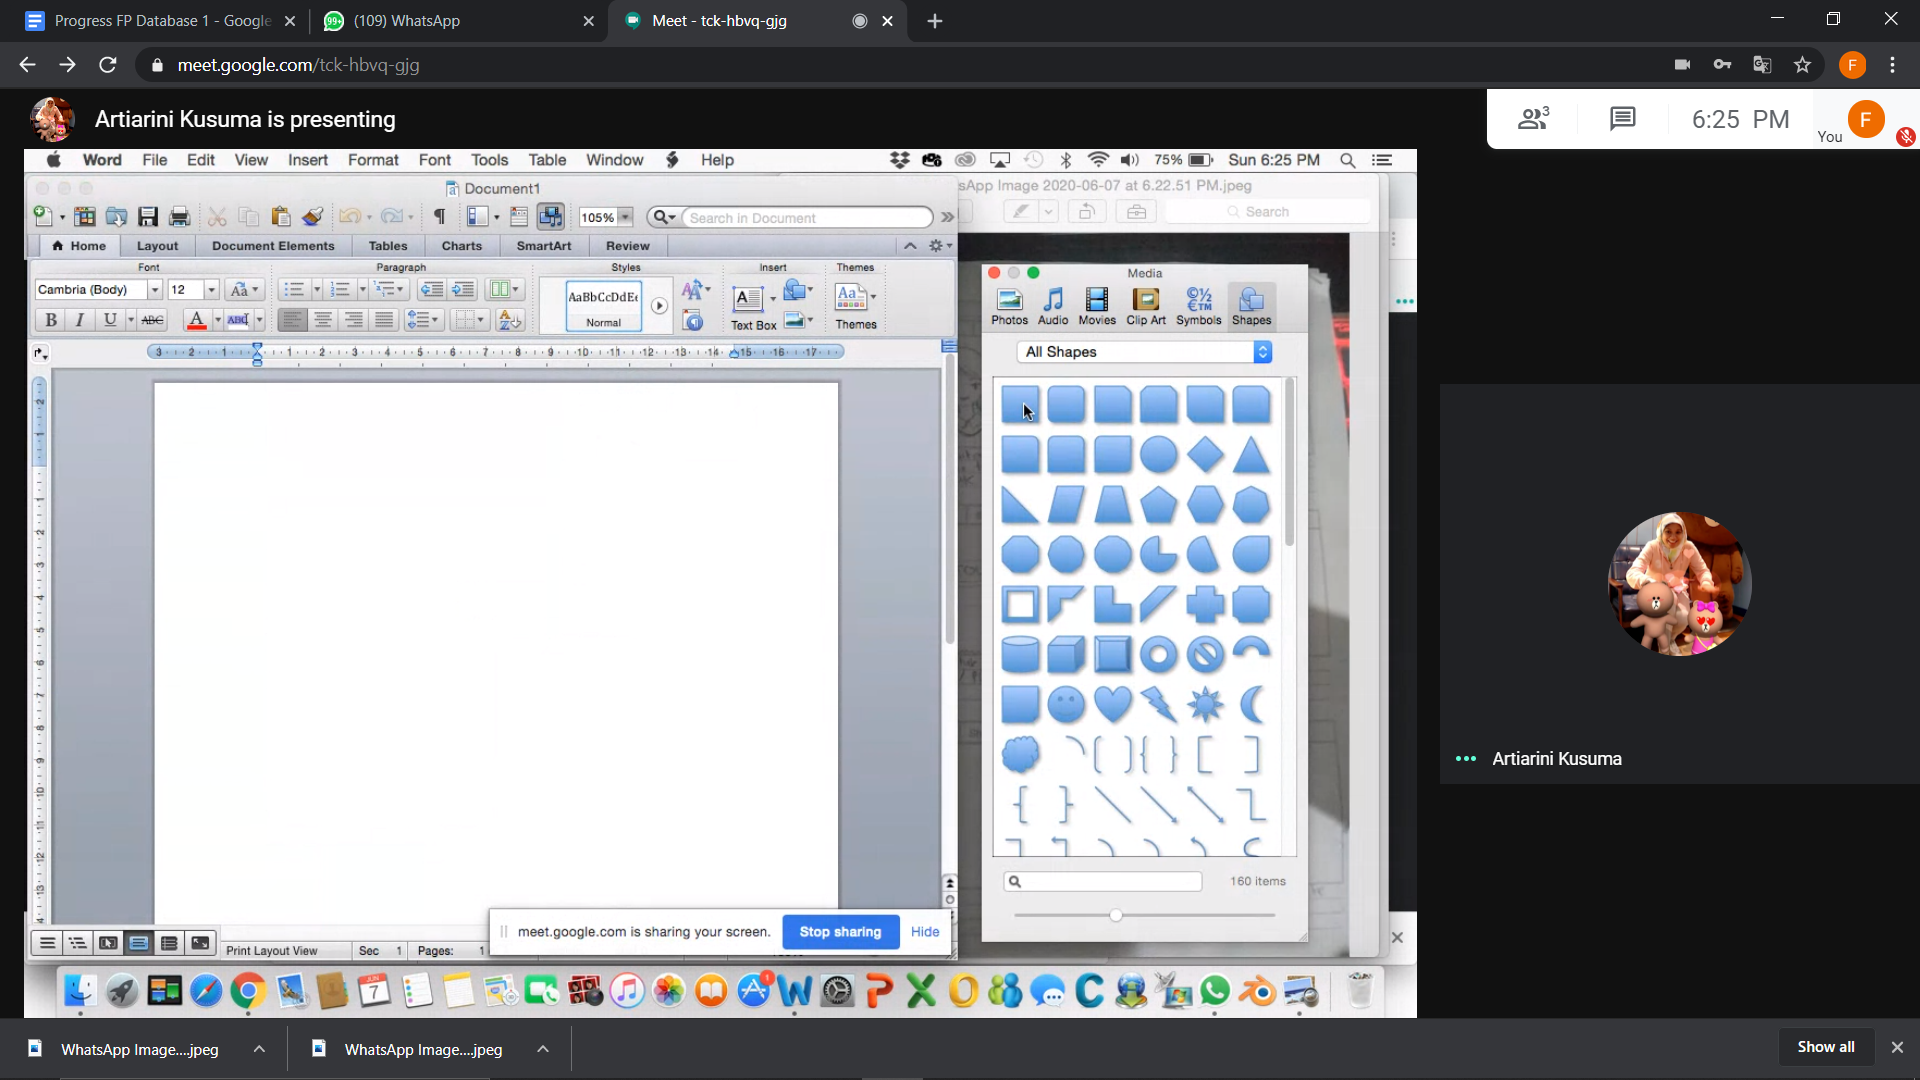 Progress FP Database 1 - Google
(109) WhatsApp
Meet - tck-hbvq-gjg
meet.google.com/tck-hbvq-gjg
F
Artiarini Kusuma is presenting
3
6:25 PM
You
F
Word File Edit View Insert Format Font Tools Table Window Help
75% Sun 6:25 PM
Document1
sApp Image 2020-06-07 at 6.22.51 PM.jpeg
105%
Search in Document
Search
Home Layout Document Elements Tables Charts SmartArt Review
Font Paragraph Styles Insert Themes
Cambria (Body) 12
AaBbCcDdEe
Normal
Text Box
Themes
Media
Photos Audio Movies Clip Art Symbols Shapes
All Shapes
160 items
Artiarini Kusuma
meet.google.com is sharing your screen. Stop sharing Hide
Print Layout View Sec 1 Pages: 1
JUN
7
1
WhatsApp Image....jpeg
WhatsApp Image....jpeg
Show all